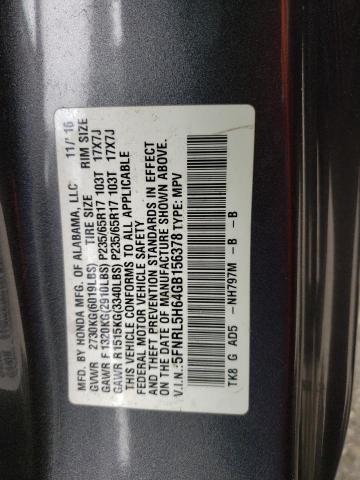 MFD. BY HONDA MFG. OF ALABAMA, LLC 11/'16
GVWR 2730KG(6019LBS) TIRE SIZE RIM SIZE
GAWR F 1320KG(2910LBS) P235/65R17 103T 17X7J
GAWR R1515KG(3340LBS) P235/65R17 103T 17X7J
THIS VEHICLE CONFORMS TO ALL APPLICABLE
FEDERAL MOTOR VEHICLE SAFETY
AND THEFT PREVENTION STANDARDS IN EFFECT
ON THE DATE OF MANUFACTURE SHOWN ABOVE.
V.I.N.:5FNRL5H64GB156378 TYPE: MPV
TK8 G AD5 -NH797M - B - B